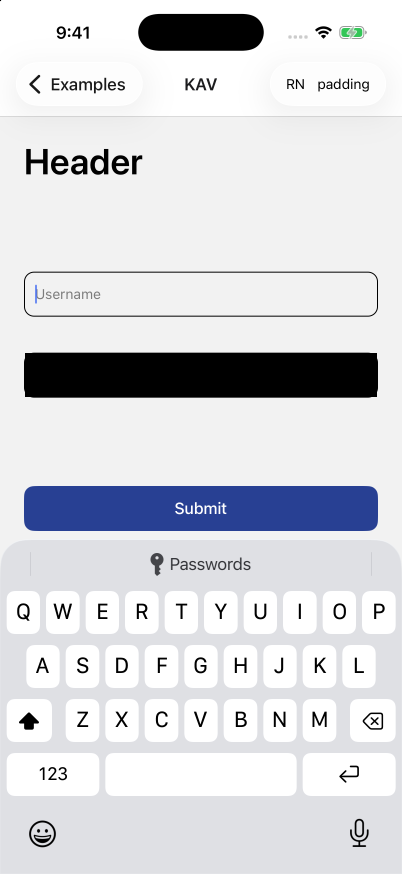 9:41
Examples
KAV
RN padding
Header
Username
Submit
Passwords
Q W E R T Y U I O P
A S D F G H J K L
Z X C V B N M
123